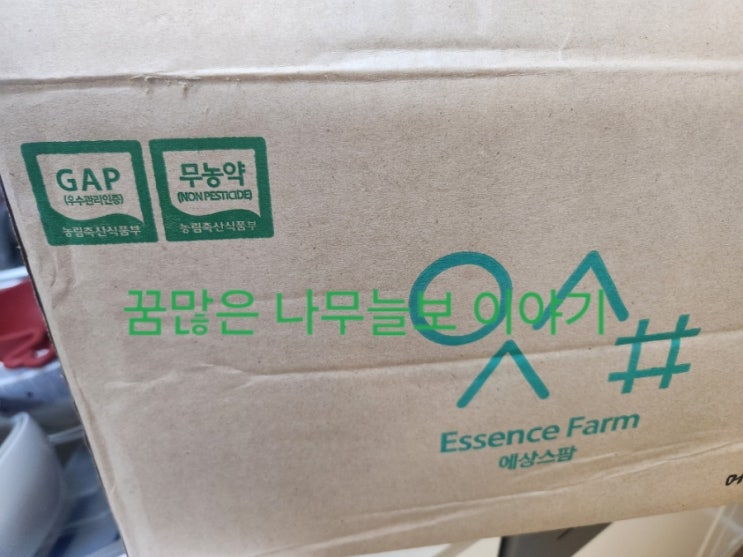 GAP
(우수관리인증)
농림축산식품부
무농약
(NON PESTICIDE)
농림축산식품부
꿈많은 나무늘보 이야기
Essence Farm
에상스팜